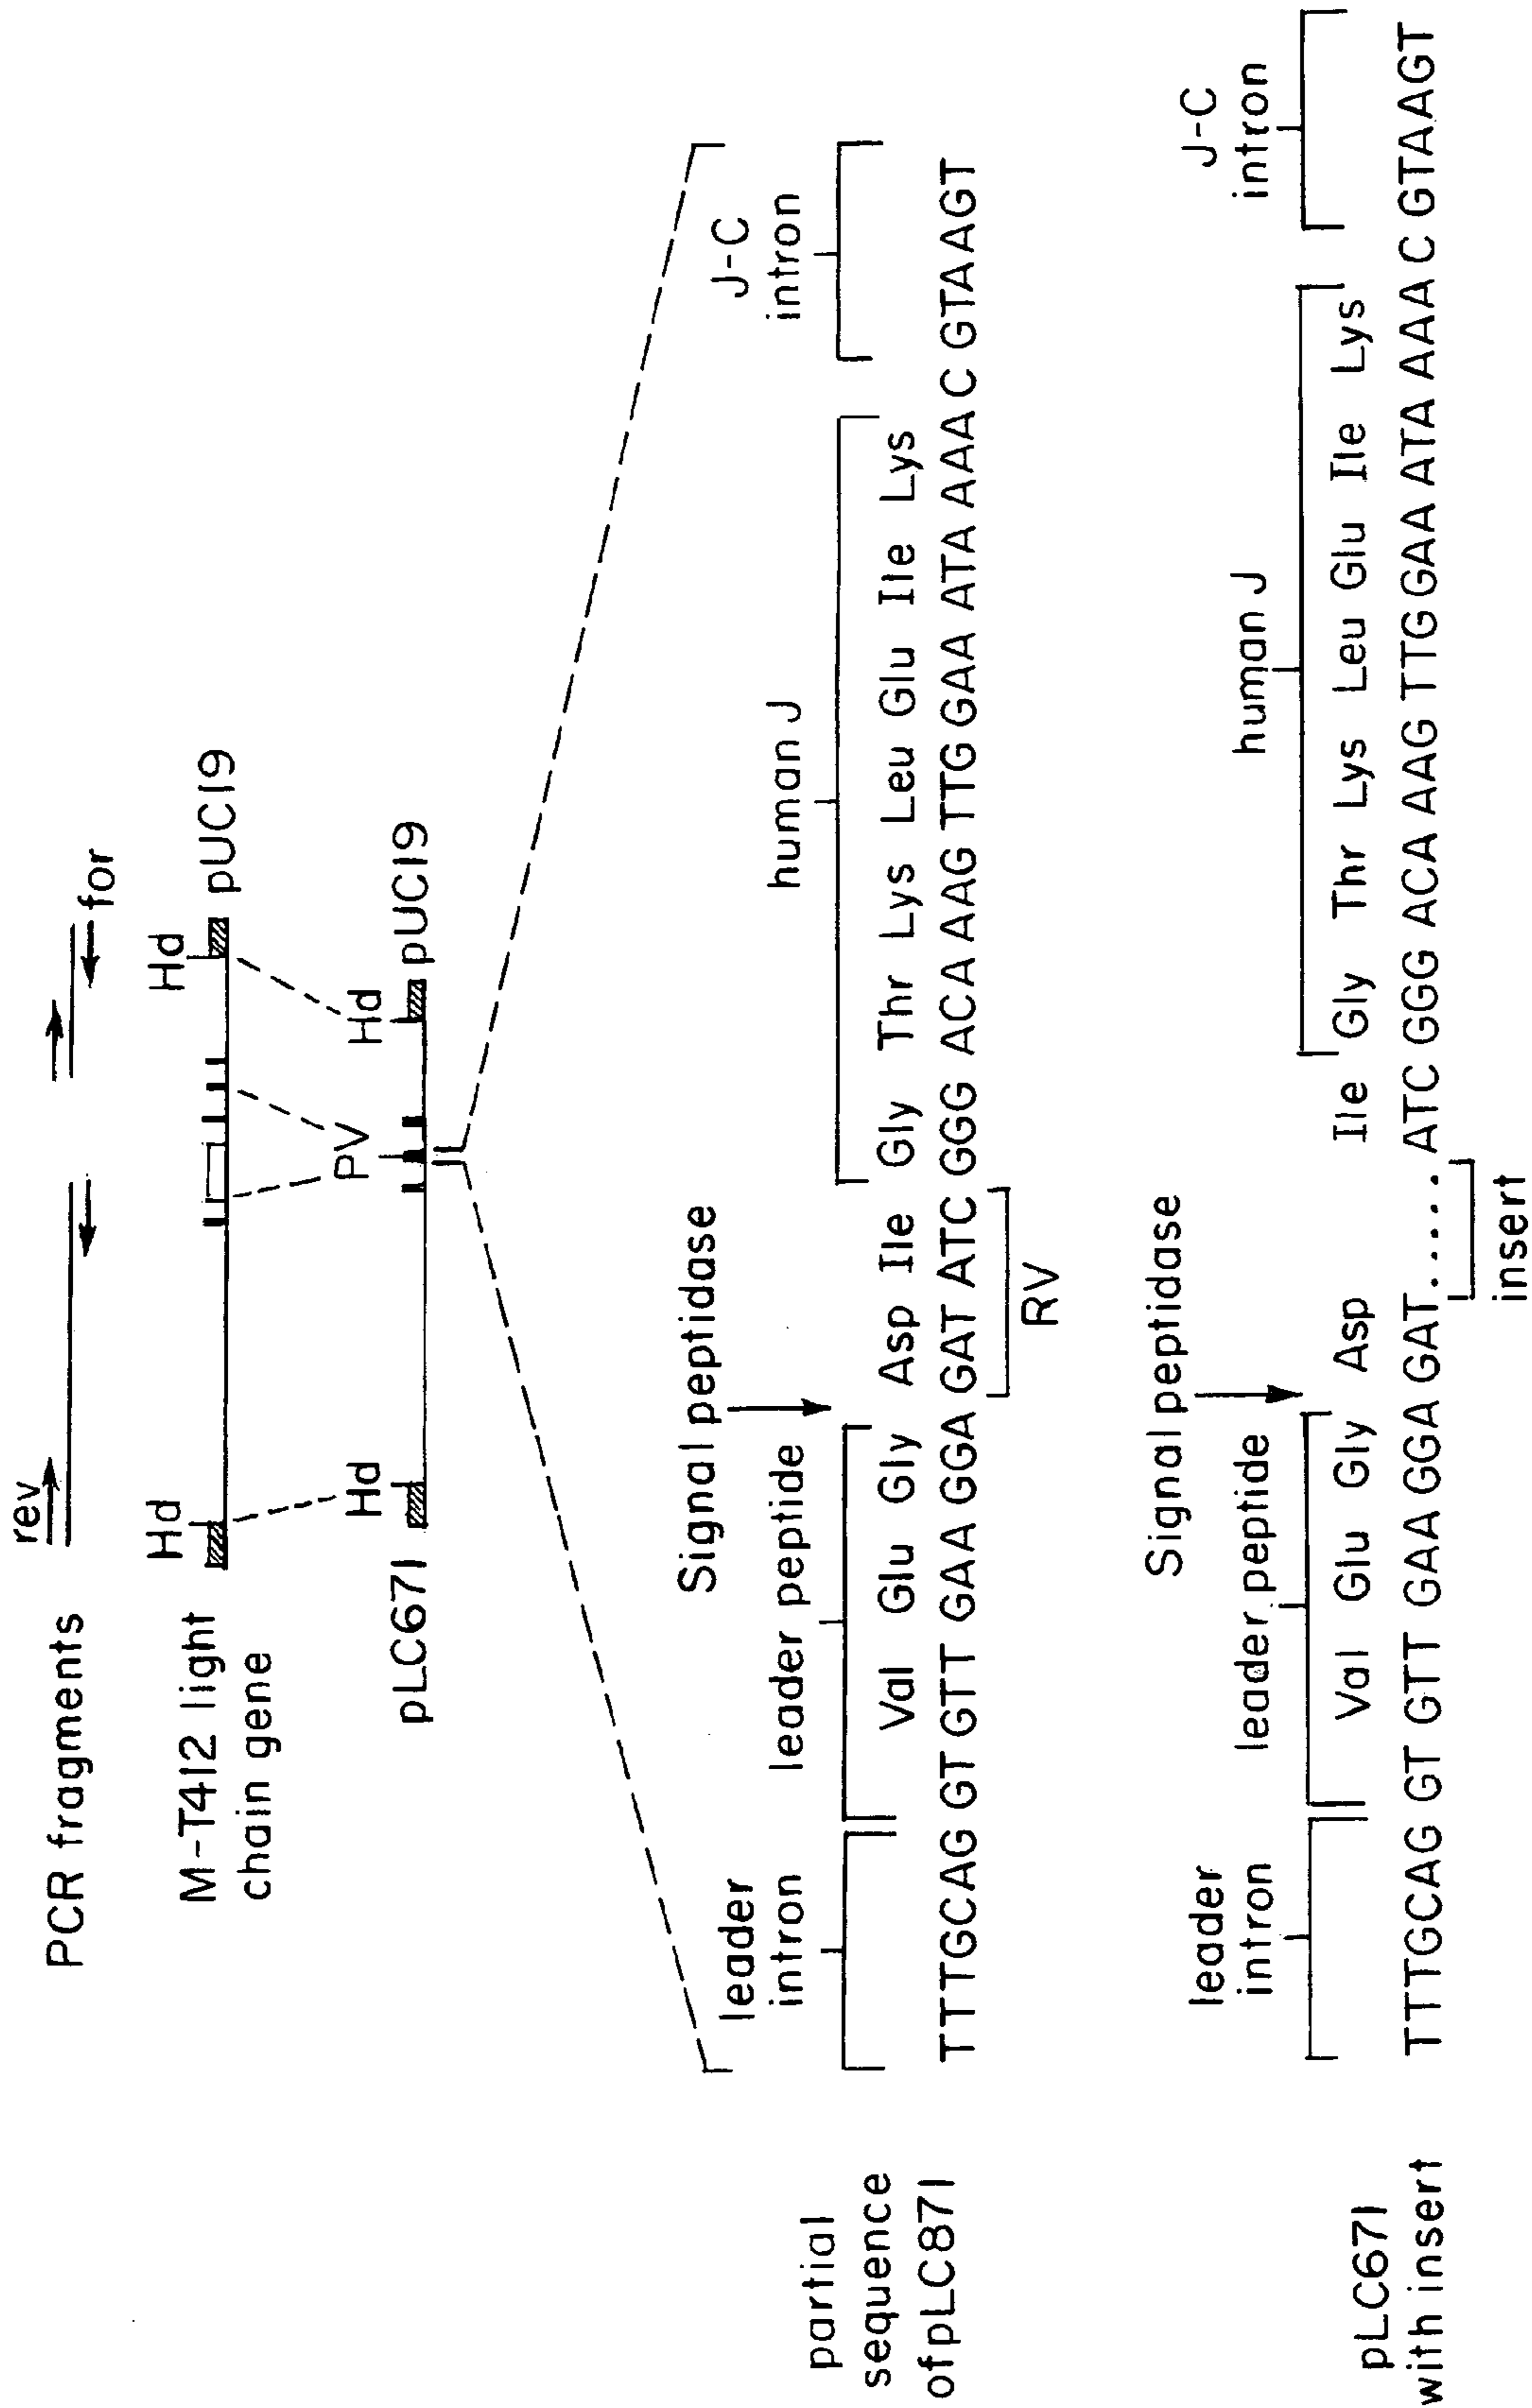 PCR fragments
rev
for
M-T412 light
chain gene
Hd
Hd
pUC19
PV
pLC671
Hd
Hd
pUC19
partial
sequence
of pLC871
leader
intron
leader peptide
Signal peptidase
human J
J-C
intron
Val Glu Gly Asp Ile Gly Thr Lys Leu Glu Ile Lys
TTTGCAG GT GTT GAA GGA GAT ATC GGG ACA AAG TTG GAA ATA AAA C GTAAGT
RV
pLC671
with insert
leader
intron
leader peptide
Signal peptidase
human J
J-C
intron
Val Glu Gly Asp Ile Gly Thr Lys Leu Glu Ile Lys
TTTGCAG GT GTT GAA GGA GAT..... ATC GGG ACA AAG TTG GAA ATA AAA C GTAAGT
insert